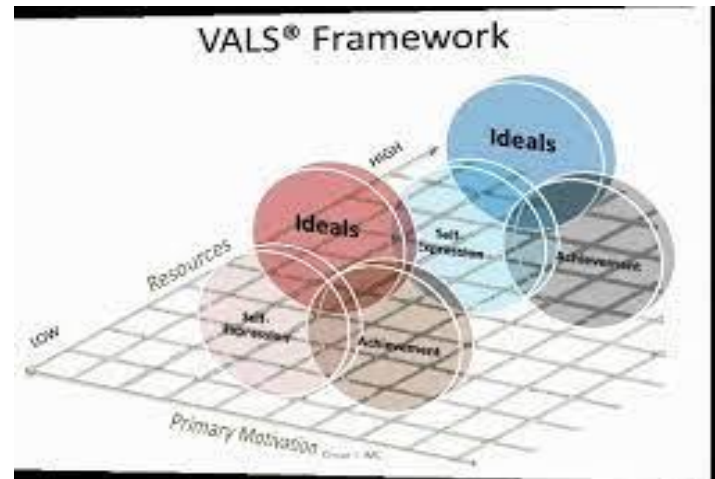 VALS® Framework
Ideals
HIGH
Ideals
Self-
Expression
Achievement
Resources
Self-
Expression
Achievement
LOW
Primary Motivation